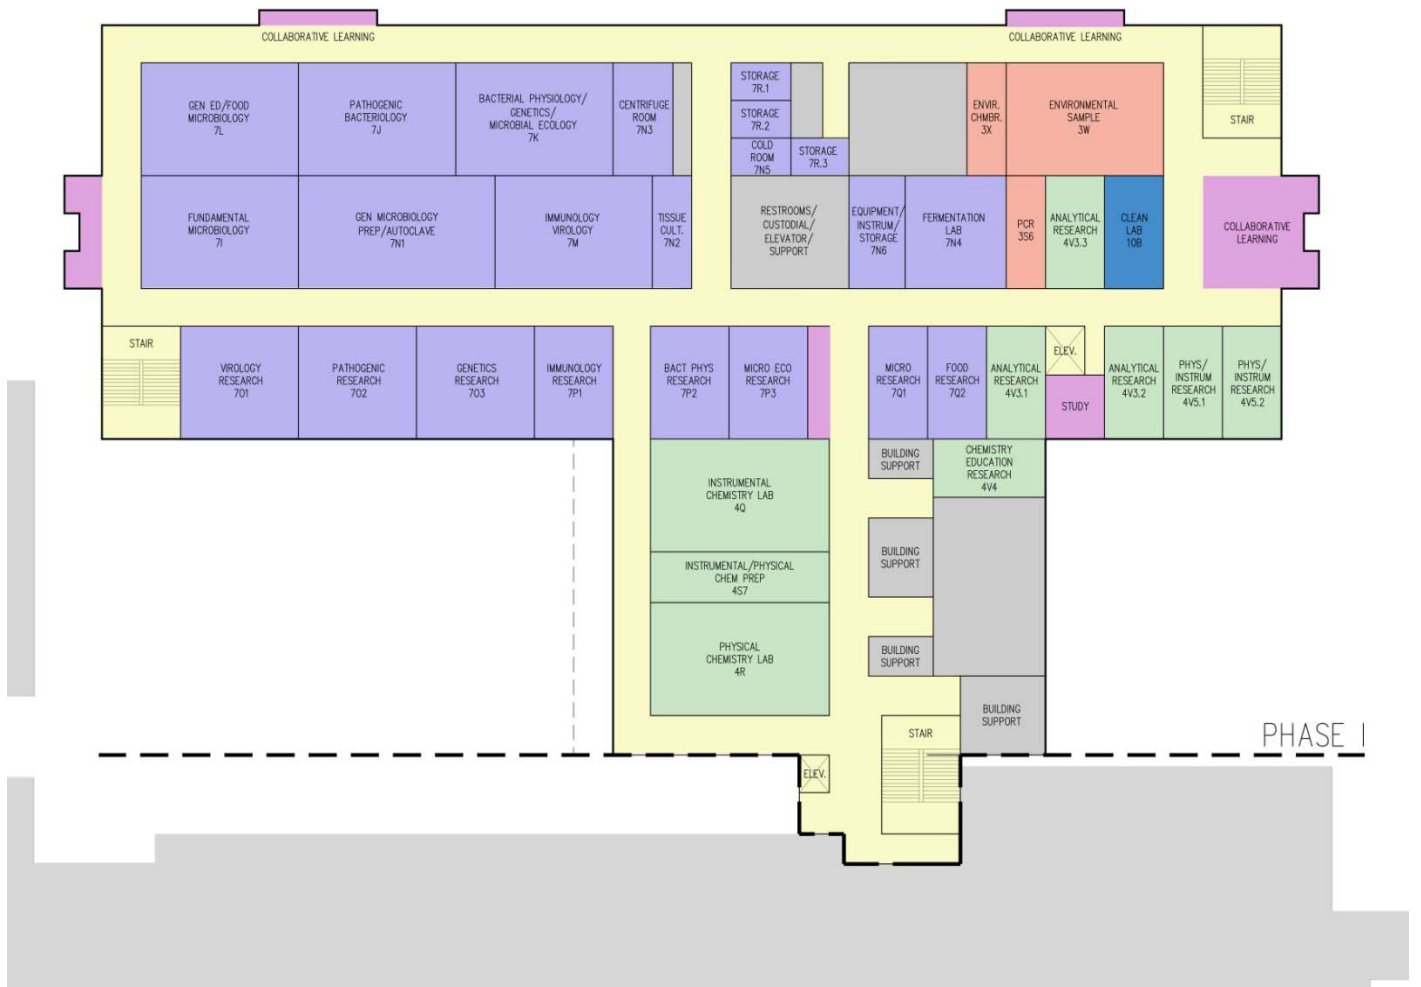 COLLABORATIVE LEARNING
COLLABORATIVE LEARNING
GEN ED/FOOD
MICROBIOLOGY
7L
PATHOGENIC
BACTERIOLOGY
7J
BACTERIAL PHYSIOLOGY/
GENETICS/
MICROBIAL ECOLOGY
7K
CENTRIFUGE
ROOM
7N3
STORAGE
7R.1
STORAGE
7R.2
COLD
ROOM
7N5
STORAGE
7R.3
ENVIR.
CHMBR.
3X
ENVIRONMENTAL
SAMPLE
3W
STAIR
FUNDAMENTAL
MICROBIOLOGY
7I
GEN MICROBIOLOGY
PREP/AUTOCLAVE
7N1
IMMUNOLOGY
VIROLOGY
7M
TISSUE
CULT.
7N2
RESTROOMS/
CUSTODIAL/
ELEVATOR/
SUPPORT
EQUIPMENT/
INSTRUM/
STORAGE
7N6
FERMENTATION
LAB
7N4
PCR
3S6
ANALYTICAL
RESEARCH
4V3.3
CLEAN
LAB
10B
COLLABORATIVE
LEARNING
STAIR
VIROLOGY
RESEARCH
7O1
PATHOGENIC
RESEARCH
7O2
GENETICS
RESEARCH
7O3
IMMUNOLOGY
RESEARCH
7P1
BACT PHYS
RESEARCH
7P2
MICRO ECO
RESEARCH
7P3
MICRO
RESEARCH
7Q1
FOOD
RESEARCH
7Q2
ANALYTICAL
RESEARCH
4V3.1
ELEV.
STUDY
ANALYTICAL
RESEARCH
4V3.2
PHYS/
INSTRUM
RESEARCH
4V5.1
PHYS/
INSTRUM
RESEARCH
4V5.2
INSTRUMENTAL
CHEMISTRY LAB
4Q
BUILDING
SUPPORT
CHEMISTRY
EDUCATION
RESEARCH
4V4
INSTRUMENTAL/PHYSICAL
CHEM PREP
4S7
BUILDING
SUPPORT
PHYSICAL
CHEMISTRY LAB
4R
BUILDING
SUPPORT
BUILDING
SUPPORT
STAIR
PHASE I
ELEV.